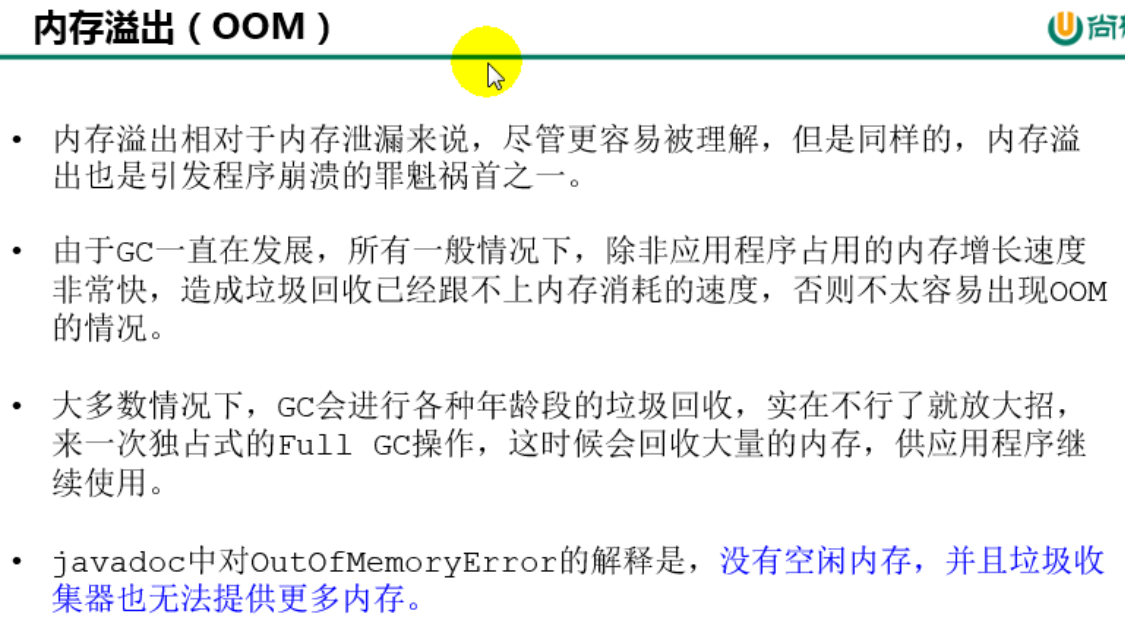 内存溢出（OOM）
尚
• 内存溢出相对于内存泄漏来说，尽管更容易被理解，但是同样的，内存溢
出也是引发程序崩溃的罪魁祸首之一。
• 由于GC一直在发展，所有一般情况下，除非应用程序占用的内存增长速度
非常快，造成垃圾回收已经跟不上内存消耗的速度，否则不太容易出现OOM
的情况。
• 大多数情况下，GC会进行各种年龄段的垃圾回收，实在不行了就放大招，
来一次独占式的Full GC操作，这时候会回收大量的内存，供应用程序继
续使用。
• javadoc中对OutOfMemoryError的解释是，没有空闲内存，并且垃圾收
集器也无法提供更多内存。